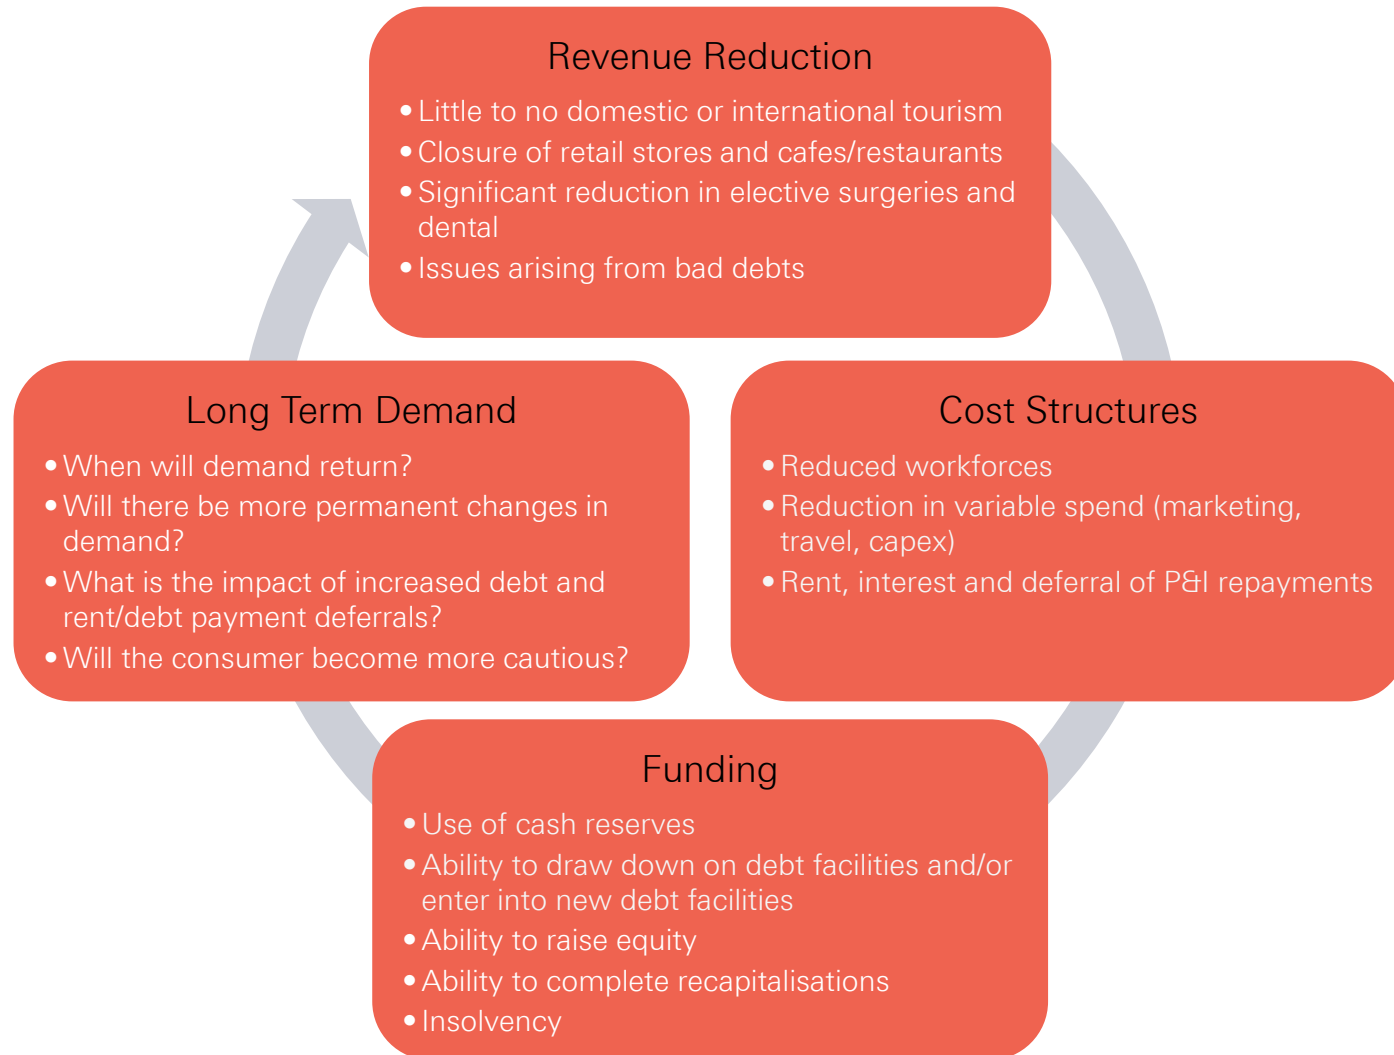 Revenue Reduction
• Little to no domestic or international tourism
• Closure of retail stores and cafes/restaurants
• Significant reduction in elective surgeries and
dental
• Issues arising from bad debts
Cost Structures
• Reduced workforces
• Reduction in variable spend (marketing,
travel, capex)
• Rent, interest and deferral of P&I repayments
Funding
• Use of cash reserves
• Ability to draw down on debt facilities and/or
enter into new debt facilities
• Ability to raise equity
• Ability to complete recapitalisations
• Insolvency
Long Term Demand
• When will demand return?
• Will there be more permanent changes in
demand?
• What is the impact of increased debt and
rent/debt payment deferrals?
• Will the consumer become more cautious?